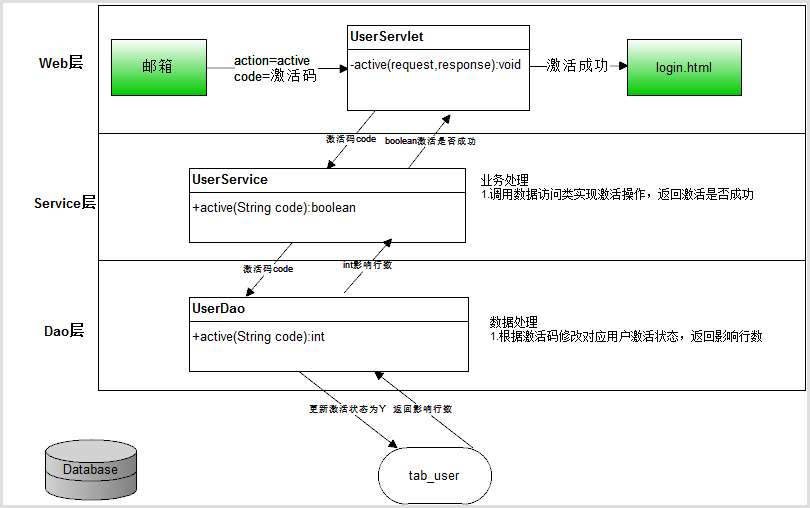 Web层
邮箱
action=active
code=激活码
UserServlet
-active(request,response):void
激活成功
login.html
激活码code
boolean激活是否成功
Service层
UserService
+active(String code):boolean
业务处理
1.调用数据访问类实现激活操作，返回激活是否成功
激活码code
int影响行数
Dao层
UserDao
+active(String code):int
数据处理
1.根据激活码修改对应用户激活状态，返回影响行数
更新激活状态为Y
返回影响行数
Database
tab_user